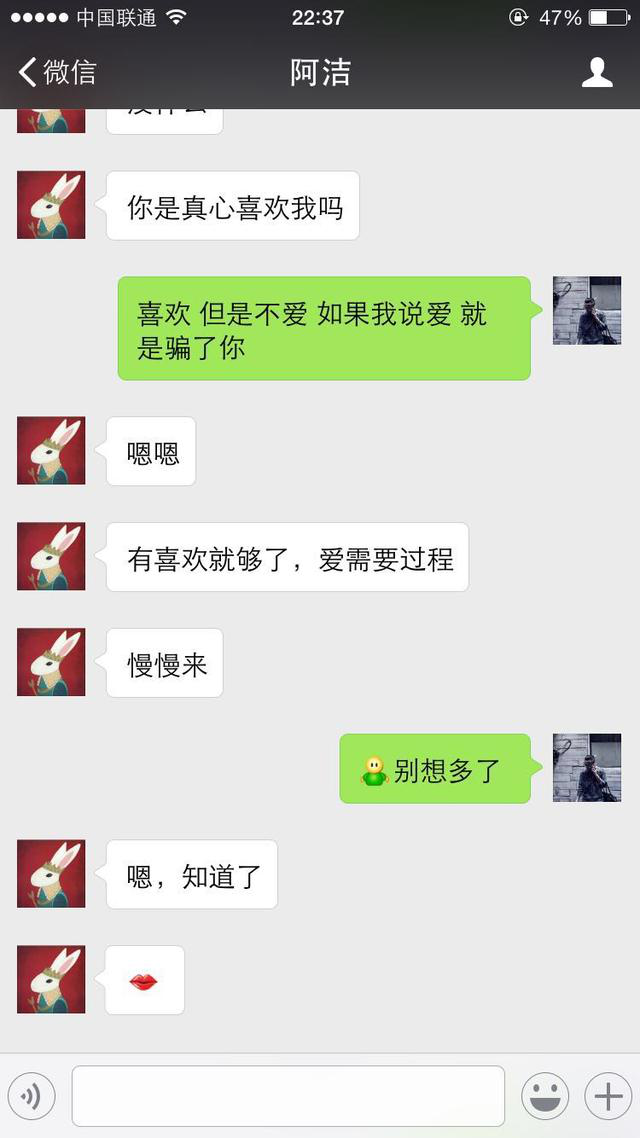 中国联通 22:37 47%
微信 阿洁
你是真心喜欢我吗
喜欢 但是不爱 如果我说爱 就
是骗了你
嗯嗯
有喜欢就够了，爱需要过程
慢慢来
别想多了
嗯，知道了